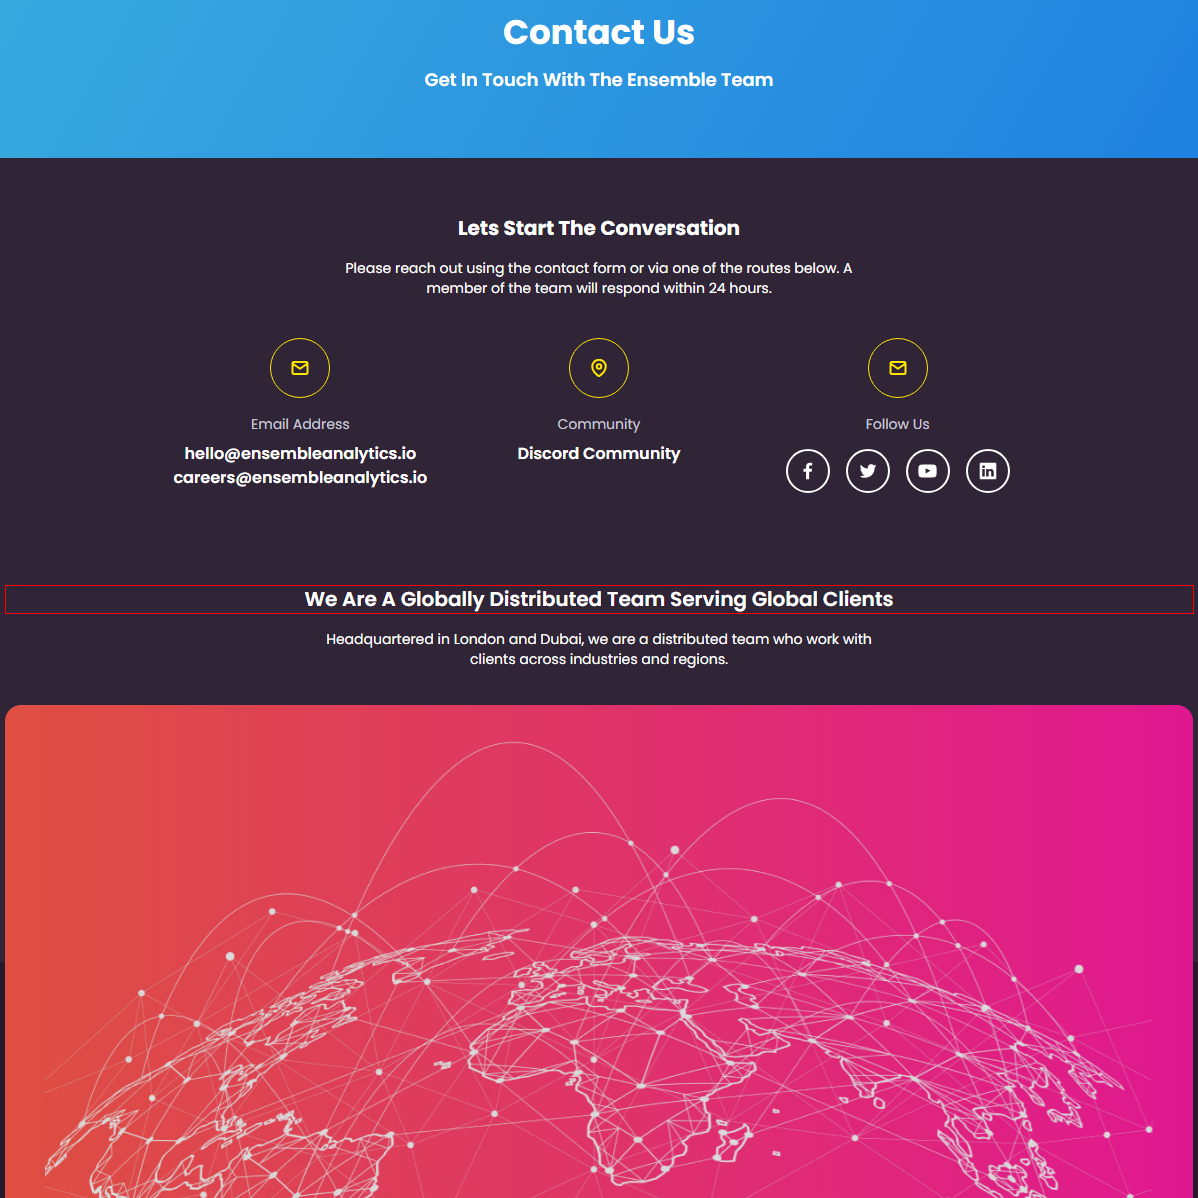 Contact Us
Get In Touch With The Ensemble Team
Lets Start The Conversation
Please reach out using the contact form or via one of the routes below. A
member of the team will respond within 24 hours.
Email Address
hello@ensembleanalytics.io
careers@ensembleanalytics.io
Community
Discord Community
Follow Us
We Are A Globally Distributed Team Serving Global Clients
Headquartered in London and Dubai, we are a distributed team who work with
clients across industries and regions.